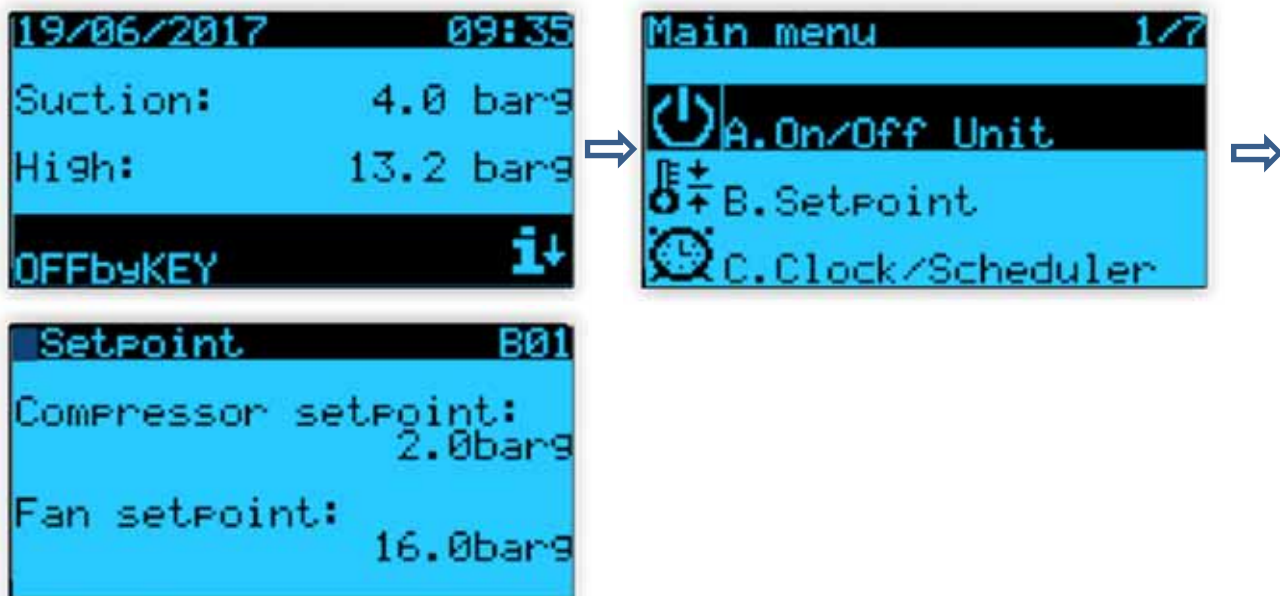 19/06/2017 09:35
Suction: 4.0 barg
High: 13.2 barg
OFFbyKEY i
Main menu 1/7
A.On/Off Unit
B.Setpoint
C.Clock/Scheduler
Setpoint B01
Compressor setpoint:
2.0barg
Fan setpoint:
16.0barg